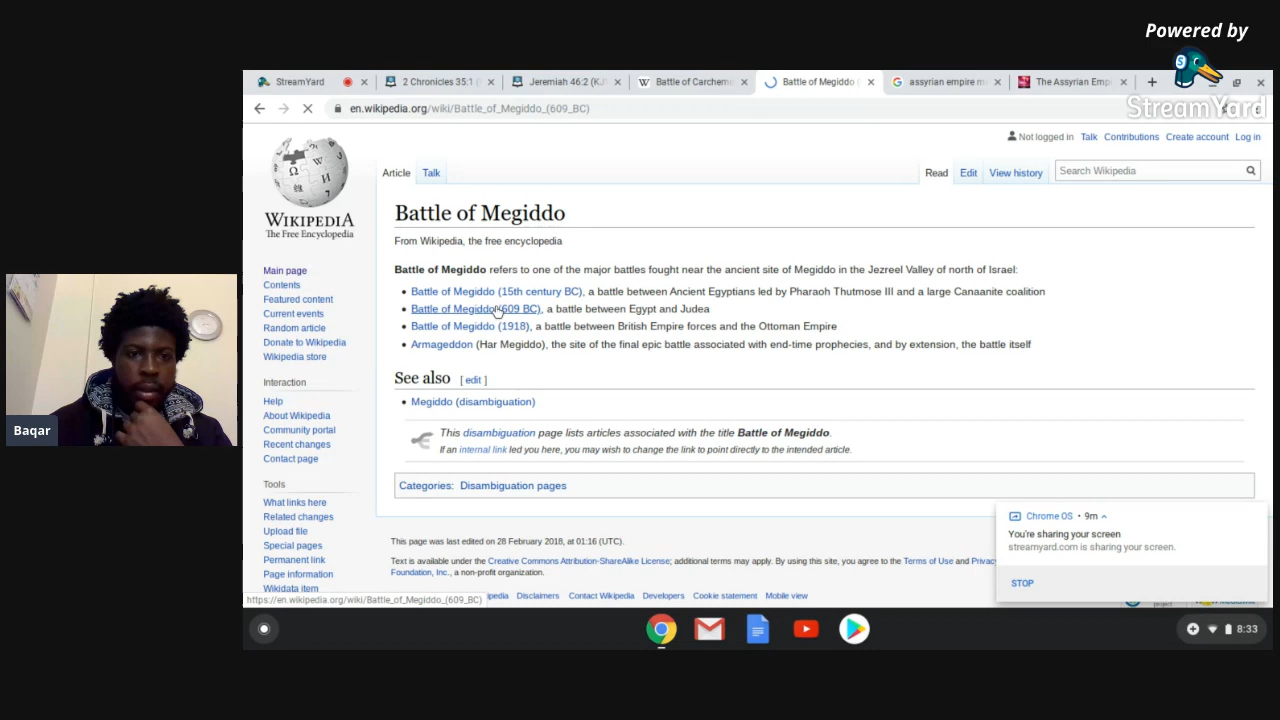 Powered by
StreamYard
StreamYard
2 Chronicles 35:1 (
Jeremiah 46:2 (KJ
Battle of Carchem
Battle of Megiddo (
assyrian empire m
The Assyrian Emp
en.wikipedia.org/wiki/Battle_of_Megiddo_(609_BC)
Not logged in Talk Contributions Create account Log in
Article Talk
Read Edit View history
Search Wikipedia
WIKIPEDIA
The Free Encyclopedia
Main page
Contents
Featured content
Current events
Random article
Donate to Wikipedia
Wikipedia store
Interaction
Help
About Wikipedia
Community portal
Recent changes
Contact page
Tools
What links here
Related changes
Upload file
Special pages
Permanent link
Page information
Wikidata item
Battle of Megiddo
From Wikipedia, the free encyclopedia
Battle of Megiddo refers to one of the major battles fought near the ancient site of Megiddo in the Jezreel Valley of north of Israel:
• Battle of Megiddo (15th century BC), a battle between Ancient Egyptians led by Pharaoh Thutmose III and a large Canaanite coalition
• Battle of Megiddo (609 BC), a battle between Egypt and Judea
• Battle of Megiddo (1918), a battle between British Empire forces and the Ottoman Empire
• Armageddon (Har Megiddo), the site of the final epic battle associated with end-time prophecies, and by extension, the battle itself
See also [ edit ]
• Megiddo (disambiguation)
This disambiguation page lists articles associated with the title Battle of Megiddo.
If an internal link led you here, you may wish to change the link to point directly to the intended article.
Categories: Disambiguation pages
This page was last edited on 28 February 2018, at 01:16 (UTC).
Text is available under the Creative Commons Attribution-ShareAlike License; additional terms may apply. By using this site, you agree to the Terms of Use and Privac
Foundation, Inc., a non-profit organization.
https://en.wikipedia.org/wiki/Battle_of_Megiddo_(609_BC)
ipedia Disclaimers Contact Wikipedia Developers Cookie statement Mobile view
Chrome OS • 9m
You're sharing your screen
streamyard.com is sharing your screen.
STOP
8:33
Baqar